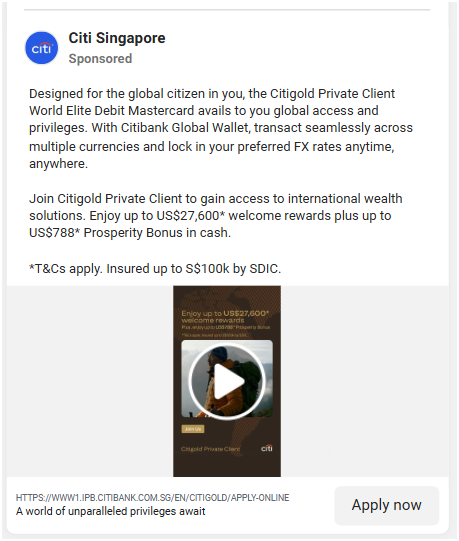 citi
Citi Singapore
Sponsored
Designed for the global citizen in you, the Citigold Private Client
World Elite Debit Mastercard avails to you global access and
privileges. With Citibank Global Wallet, transact seamlessly across
multiple currencies and lock in your preferred FX rates anytime,
anywhere.
Join Citigold Private Client to gain access to international wealth
solutions. Enjoy up to US$27,600* welcome rewards plus up to
US$788* Prosperity Bonus in cash.
*T&Cs apply. Insured up to S$100k by SDIC.
Enjoy up to US$27,600*
welcome rewards
Plus, enjoy up to US$788* Prosperity Bonus
Join Us
Citigold Private Client
citi
HTTPS://WWW1.IPB.CITIBANK.COM.SG/EN/CITIGOLD/APPLY-ONLINE
A world of unparalleled privileges await
Apply now